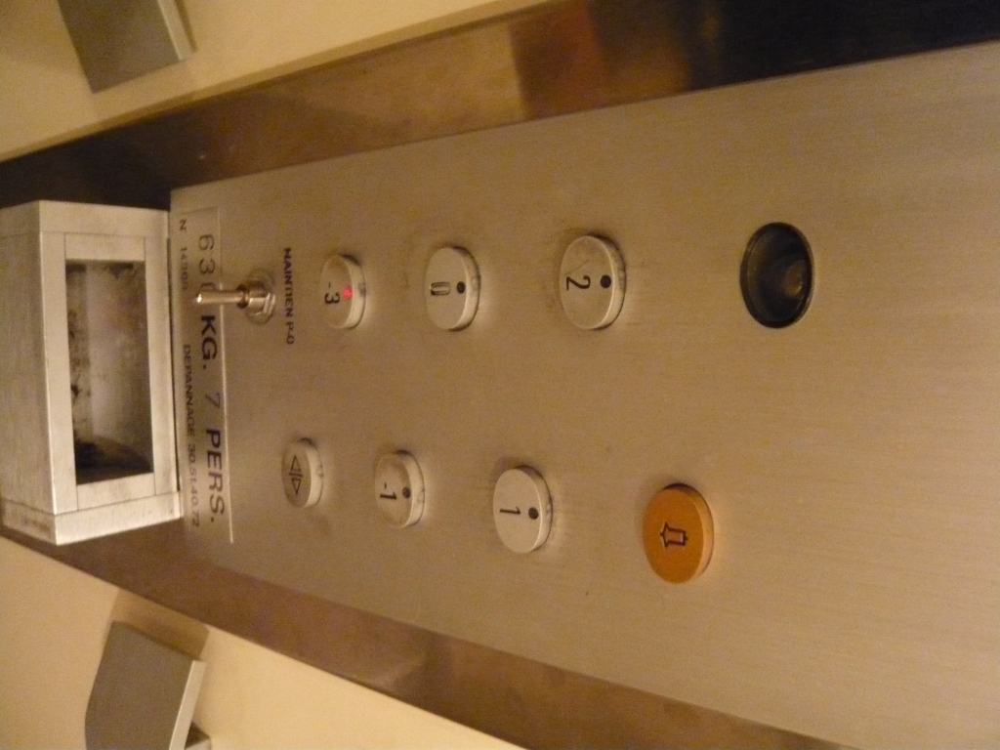 2
1
0
-1
-3
MAINTIEN P-0
630 KG. 7 PERS.
N DEPANNAGE 30.51.40.72